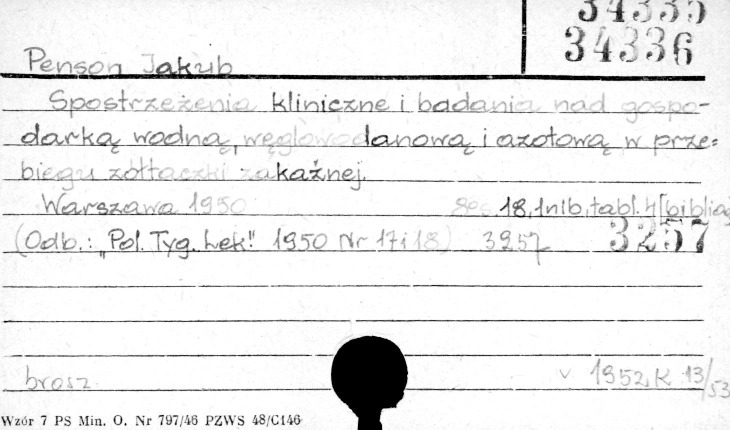 34335
34336
Penson Jakub
Spostrzeżenia kliniczne i badania nad gospo-
darką wodną, węglowodanową i azotową w prze=
biegu żółtaczki zakaźnej.
Warszawa 1950 8° s. 18, 1 nlb, tabl. 4 [bibliog
(Odb.: „Pol. Tyg. Lek." 1950 Nr 17 i 18) 3257 3257
brosz. v 1952 K 13/53
Wzór 7 PS Min. O. Nr 797/46 PZWS 48/C146